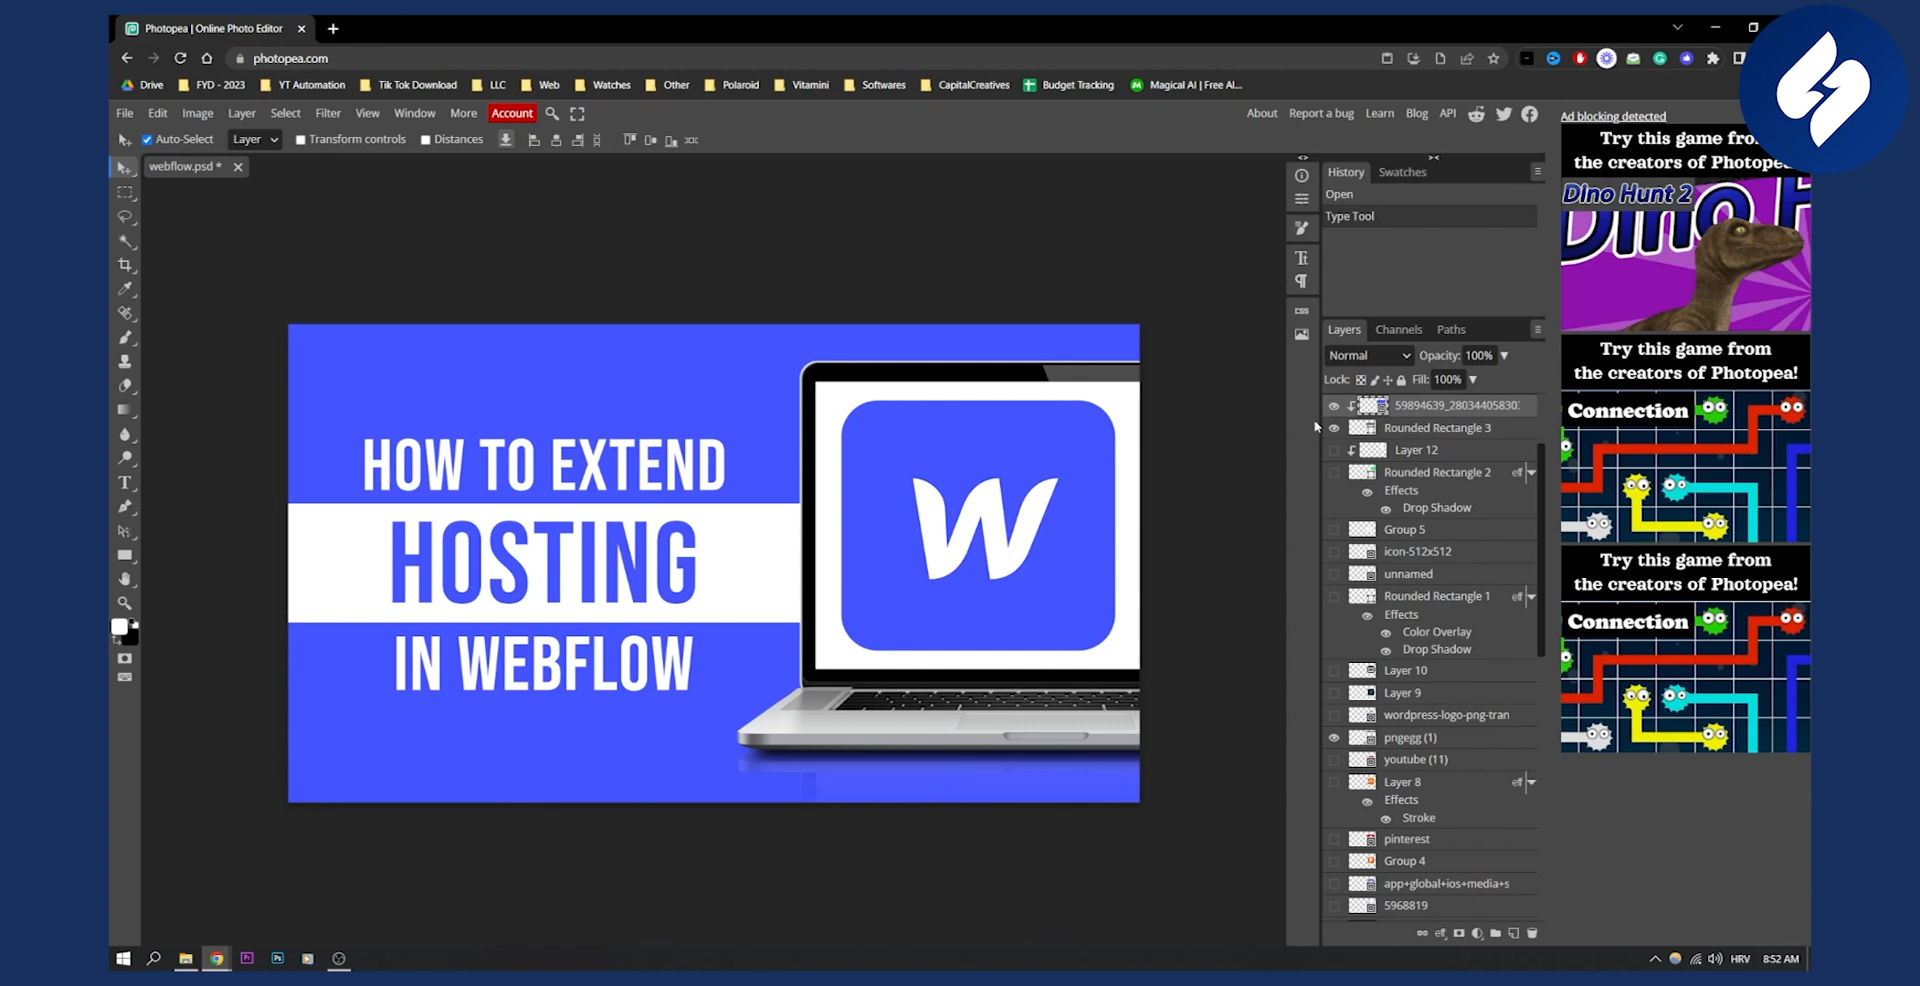 Photopea | Online Photo Editor
photopea.com
Drive FYD - 2023 YT Automation Tik Tok Download LLC Web Watches Other Polaroid Vitamini Softwares CapitalCreatives Budget Tracking Magical AI | Free AI...
File Edit Image Layer Select Filter View Window More Account
About Report a bug Learn Blog API
Auto-Select Layer Transform controls Distances
webflow.psd *
HOW TO EXTEND
HOSTING
IN WEBFLOW
W
History Swatches
Open
Type Tool
CSS
Layers Channels Paths
Normal Opacity: 100%
Lock: Fill: 100%
59894639_28034405830
Rounded Rectangle 3
Layer 12
Rounded Rectangle 2 eff
Effects
Drop Shadow
Group 5
icon-512x512
unnamed
Rounded Rectangle 1 eff
Effects
Color Overlay
Drop Shadow
Layer 10
Layer 9
wordpress-logo-png-tran
pngegg (1)
youtube (11)
Layer 8 eff
Effects
Stroke
pinterest
Group 4
app+global+ios+media+s
5968819
eff
Ad blocking detected
Try this game from
the creators of Photopea!
Dino Hunt 2
Try this game from
the creators of Photopea!
Connection
Try this game from
the creators of Photopea!
Connection
Pr Ps
HRV 8:52 AM